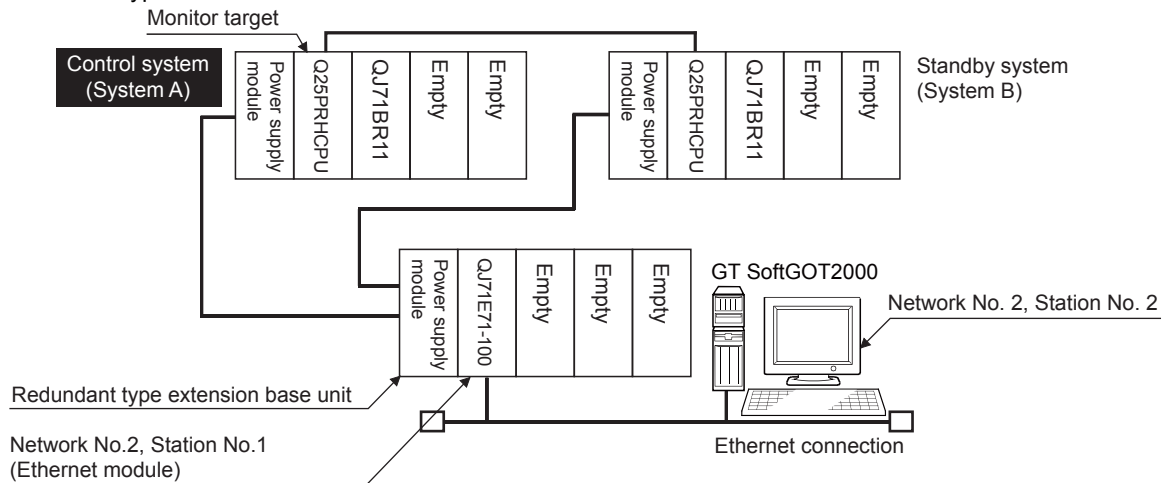 Monitor target
Control system
(System A)
Power supply
module
Q25PRHCPU
QJ71BR11
Empty
Empty
Power supply
module
Q25PRHCPU
QJ71BR11
Empty
Empty
Standby system
(System B)
Power supply
module
QJ71E71-100
Empty
Empty
Empty
GT SoftGOT2000
Network No. 2, Station No. 2
Redundant type extension base unit
Network No.2, Station No.1
(Ethernet module)
Ethernet connection